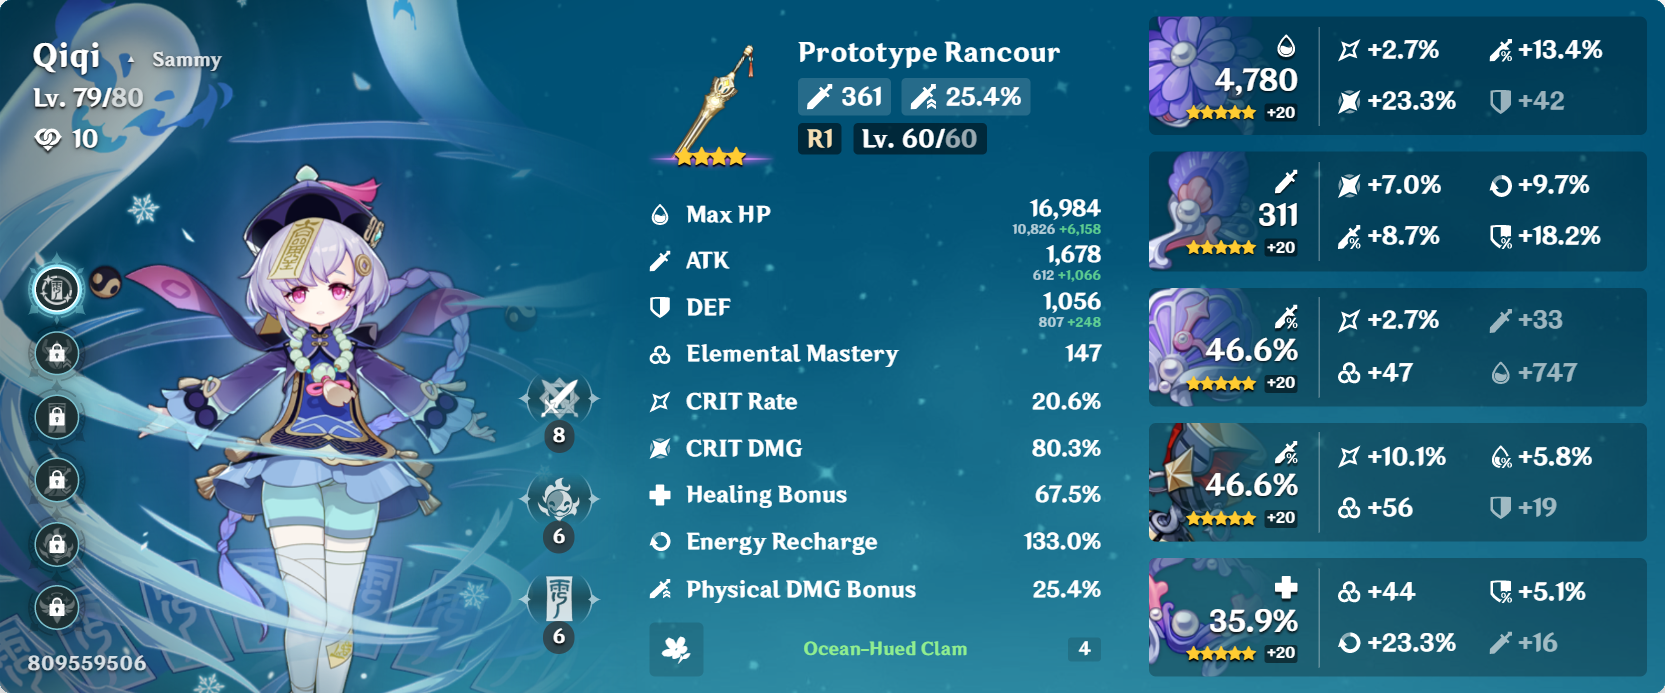 Qiqi ▲ Sammy
Lv. 79/80
10
8
6
6
809559506
Prototype Rancour
361 25.4%
R1 Lv. 60/60
Max HP 16,984
10,826 +6,158
ATK 1,678
612 +1,066
DEF 1,056
807 +248
Elemental Mastery 147
CRIT Rate 20.6%
CRIT DMG 80.3%
Healing Bonus 67.5%
Energy Recharge 133.0%
Physical DMG Bonus 25.4%
Ocean-Hued Clam 4
4,780
+20
+2.7% +13.4%
+23.3% +42
311
+20
+7.0% +9.7%
+8.7% +18.2%
46.6%
+20
+2.7% +33
+47 +747
46.6%
+20
+10.1% +5.8%
+56 +19
35.9%
+20
+44 +5.1%
+23.3% +16